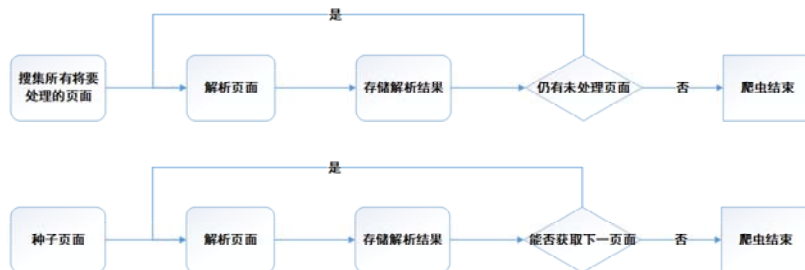 是
搜集所有将要
处理的页面
解析页面
存储解析结果
仍有未处理页面
否
爬虫结束
是
种子页面
解析页面
存储解析结果
能否获取下一页面
否
爬虫结束